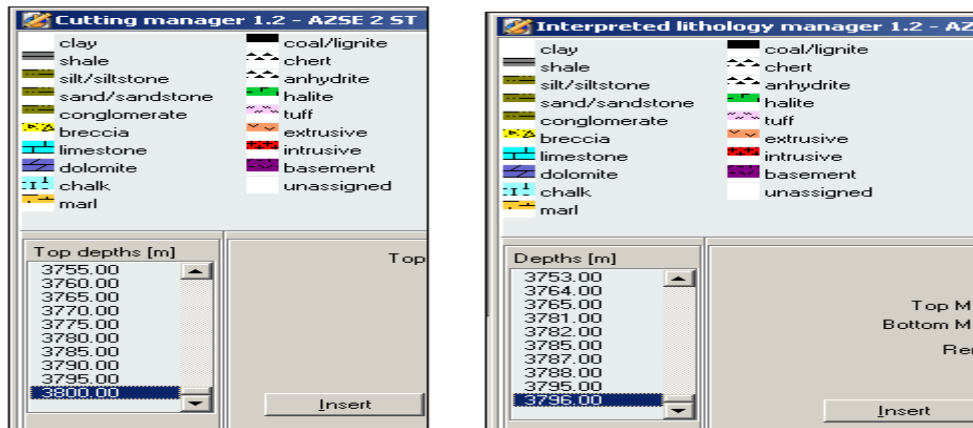 Cutting manager 1.2 - AZSE 2 ST
clay
shale
silt/siltstone
sand/sandstone
conglomerate
breccia
limestone
dolomite
chalk
marl
coal/lignite
chert
anhydrite
halite
tuff
extrusive
intrusive
basement
unassigned
Top depths [m]
3755.00
3760.00
3765.00
3770.00
3775.00
3780.00
3785.00
3790.00
3795.00
3800.00
Top
Insert
Interpreted lithology manager 1.2 - AZ
clay
shale
silt/siltstone
sand/sandstone
conglomerate
breccia
limestone
dolomite
chalk
marl
coal/lignite
chert
anhydrite
halite
tuff
extrusive
intrusive
basement
unassigned
Depths [m]
3753.00
3764.00
3765.00
3781.00
3782.00
3785.00
3787.00
3788.00
3795.00
3796.00
Top M
Bottom M
Rei
Insert